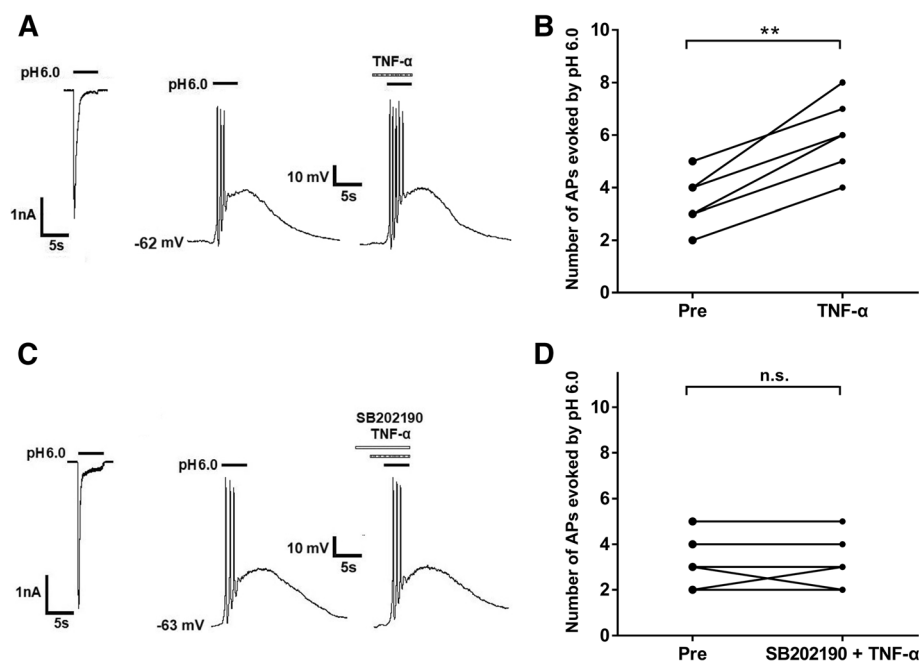 A
pH6.0
1nA
5s
pH6.0
-62 mV
TNF-α
10 mV
5s
B
Number of APs evoked by pH 6.0
10
8
6
4
2
0
**
Pre
TNF-α
C
pH6.0
1nA
5s
pH6.0
-63 mV
SB202190
TNF-α
10 mV
5s
D
Number of APs evoked by pH 6.0
10
8
6
4
2
0
n.s.
Pre
SB202190 + TNF-α